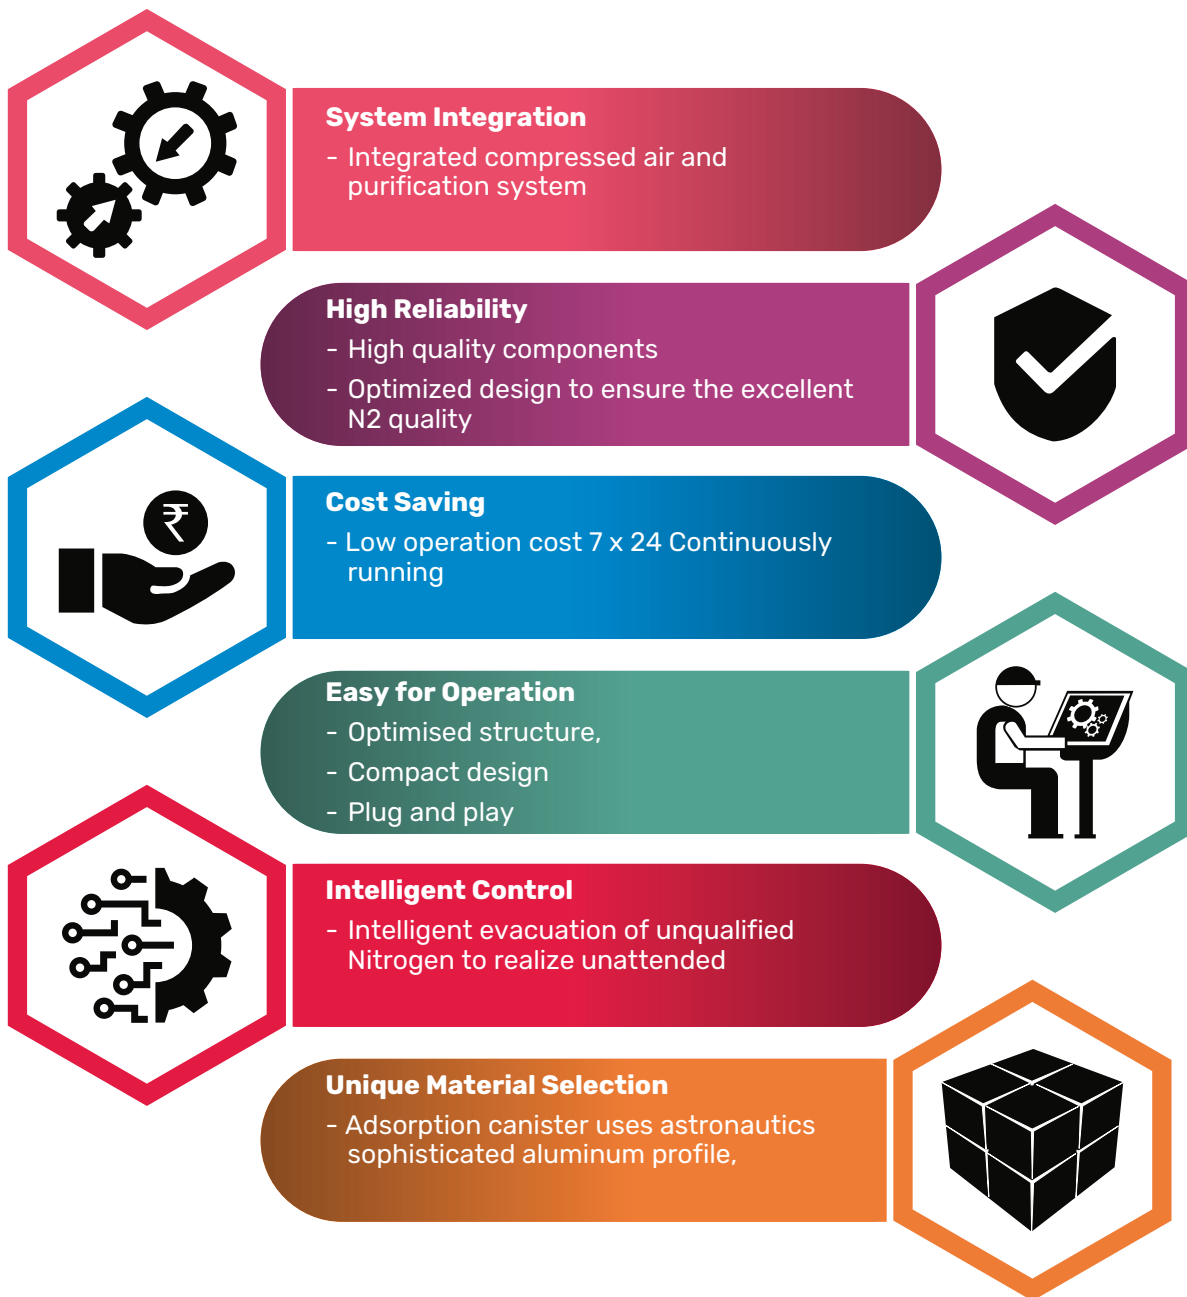 System Integration
- Integrated compressed air and
purification system
High Reliability
- High quality components
- Optimized design to ensure the excellent
N2 quality
₹
Cost Saving
- Low operation cost 7 x 24 Continuously
running
Easy for Operation
- Optimised structure,
- Compact design
- Plug and play
Intelligent Control
- Intelligent evacuation of unqualified
Nitrogen to realize unattended
Unique Material Selection
- Adsorption canister uses astronautics
sophisticated aluminum profile,